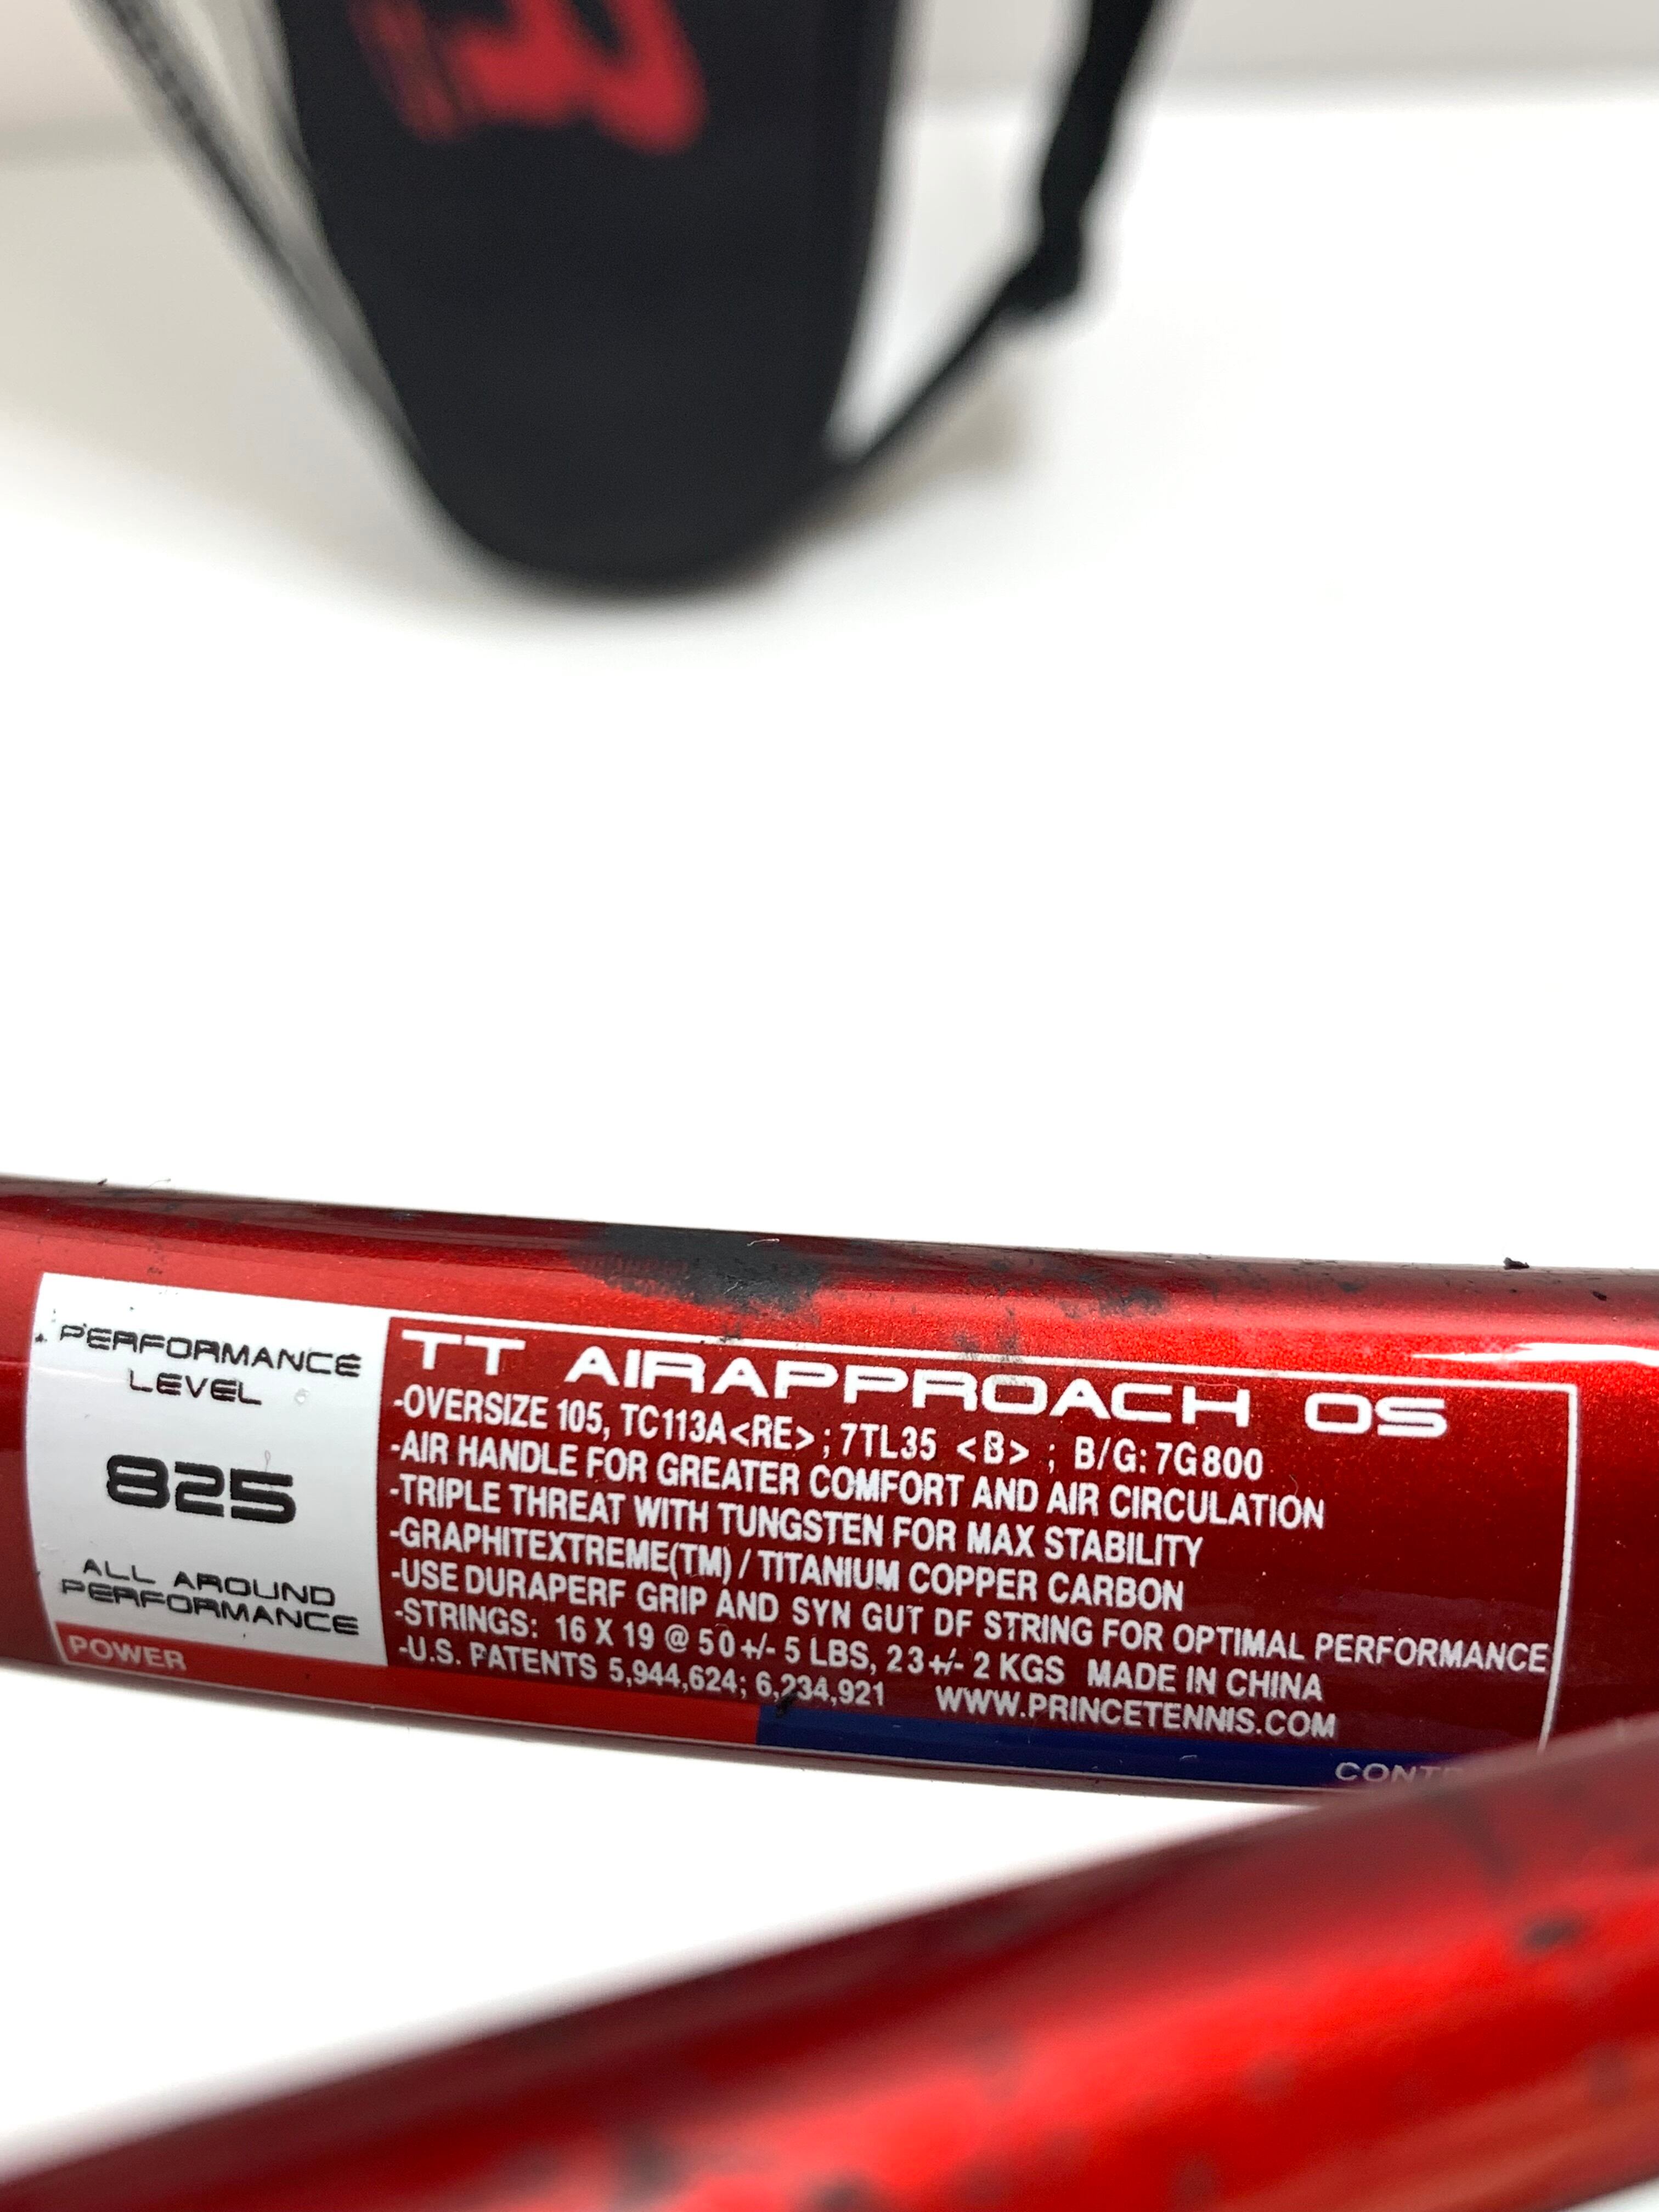 PERFORMANCE
LEVEL
825
ALL AROUND
PERFORMANCE
POWER
TT AIRAPPROACH OS
-OVERSIZE 105, TC113A<RE>; 7TL35 <B> ; B/G: 7G800
-AIR HANDLE FOR GREATER COMFORT AND AIR CIRCULATION
-TRIPLE THREAT WITH TUNGSTEN FOR MAX STABILITY
-GRAPHITEXTREME(TM) / TITANIUM COPPER CARBON
-USE DURAPERF GRIP AND SYN GUT DF STRING FOR OPTIMAL PERFORMANCE
-STRINGS: 16 X 19 @ 50 +/- 5 LBS, 23 +/- 2 KGS MADE IN CHINA
-U.S. PATENTS 5,944,624; 6,234,921 WWW.PRINCETENNIS.COM